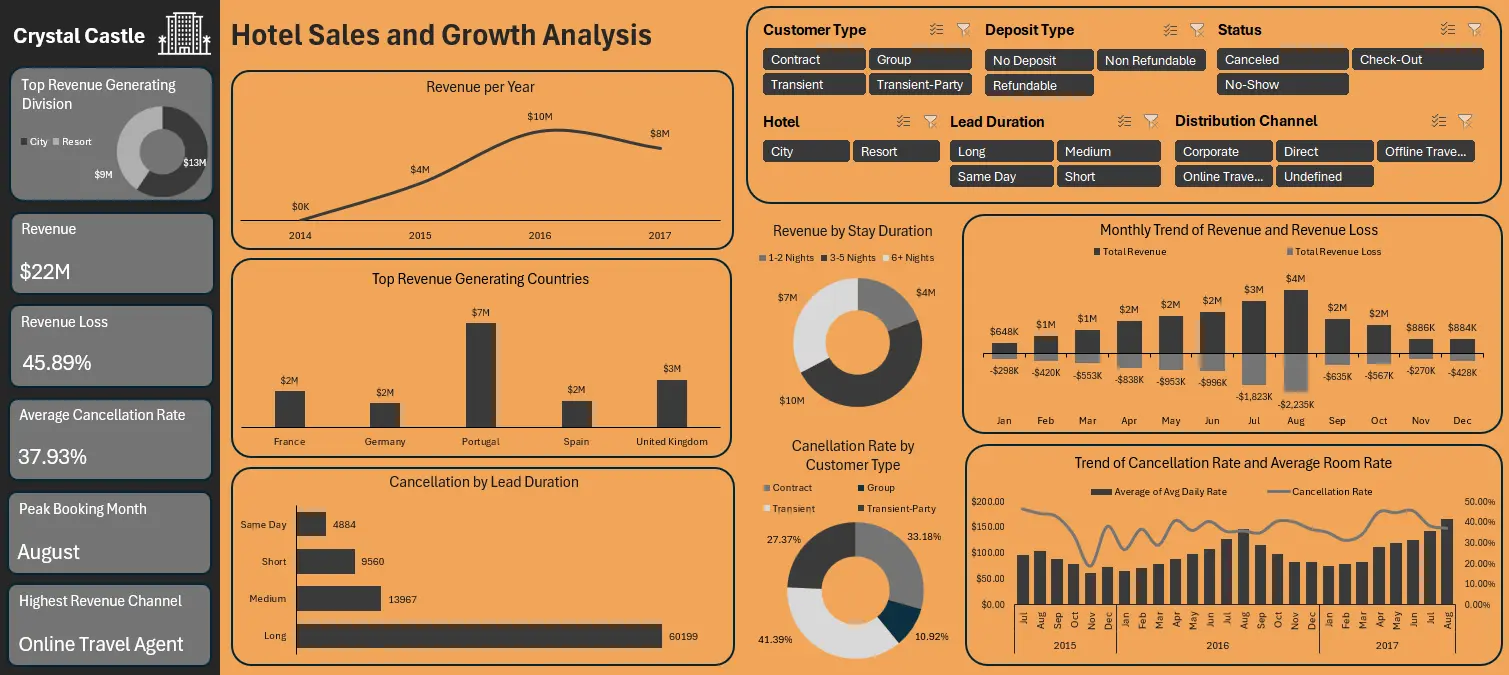 Crystal Castle
Hotel Sales and Growth Analysis
Top Revenue Generating
Division
City
Resort
$13M
$9M
Revenue
$22M
Revenue Loss
45.89%
Average Cancellation Rate
37.93%
Peak Booking Month
August
Highest Revenue Channel
Online Travel Agent
Revenue per Year
$0K
$4M
$10M
$8M
2014 2015 2016 2017
Top Revenue Generating Countries
$2M $2M $7M $2M $3M
France Germany Portugal Spain United Kingdom
Cancellation by Lead Duration
Same Day 4884
Short 9560
Medium 13967
Long 60199
Customer Type
Contract Group
Transient Transient-Party
Deposit Type
No Deposit Non Refundable
Refundable
Status
Canceled Check-Out
No-Show
Hotel
City Resort
Lead Duration
Long Medium
Same Day Short
Distribution Channel
Corporate Direct Offline Trave...
Online Trave... Undefined
Revenue by Stay Duration
1-2 Nights 3-5 Nights 6+ Nights
$7M $4M
$10M
Canellation Rate by
Customer Type
Contract Group
Transient Transient-Party
27.37% 33.18%
41.39% 10.92%
Monthly Trend of Revenue and Revenue Loss
Total Revenue Total Revenue Loss
$648K $1M $1M $2M $2M $2M $3M $4M $2M $2M $886K $884K
-$298K -$420K -$553K -$838K -$953K -$996K -$1,823K -$2,235K -$635K -$567K -$270K -$428K
Jan Feb Mar Apr May Jun Jul Aug Sep Oct Nov Dec
Trend of Cancellation Rate and Average Room Rate
Average of Avg Daily Rate Cancellation Rate
$200.00 50.00%
$150.00 40.00%
30.00%
$100.00
20.00%
$50.00
10.00%
$0.00 0.00%
Jul Aug Sep Oct Nov Dec Jan Feb Mar Apr May Jun Jul Aug Sep Oct Nov Dec Jan Feb Mar Apr May Jun Jul Aug
2015 2016 2017